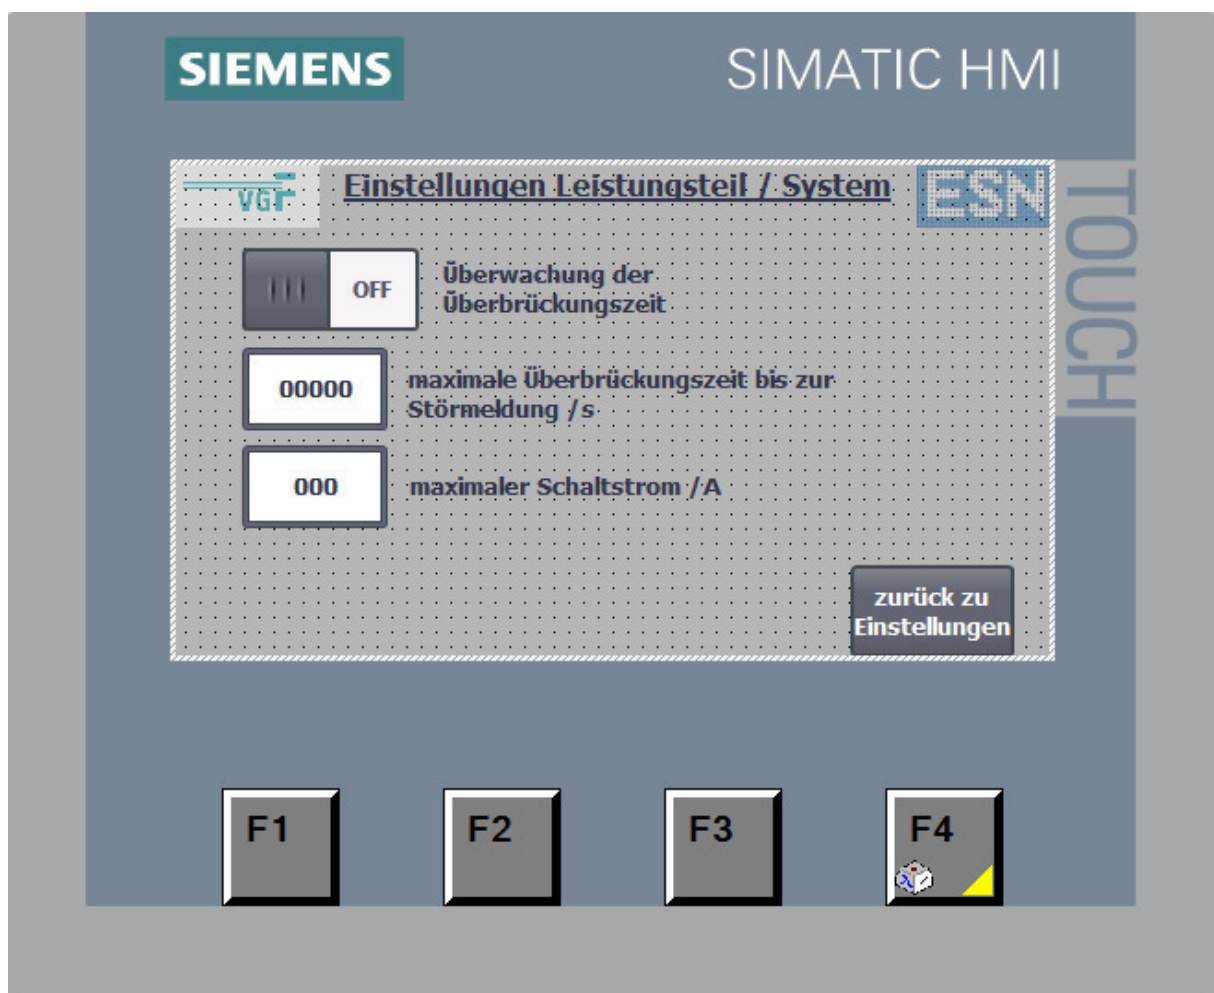 SIEMENS
SIMATIC HMI
TOUCH
VGF
Einstellungen Leistungsteil / System
ESN
OFF
Überwachung der
Überbrückungszeit
00000
maximale Überbrückungszeit bis zur
Störmeldung /s
000
maximaler Schaltstrom /A
zurück zu
Einstellungen
F1
F2
F3
F4